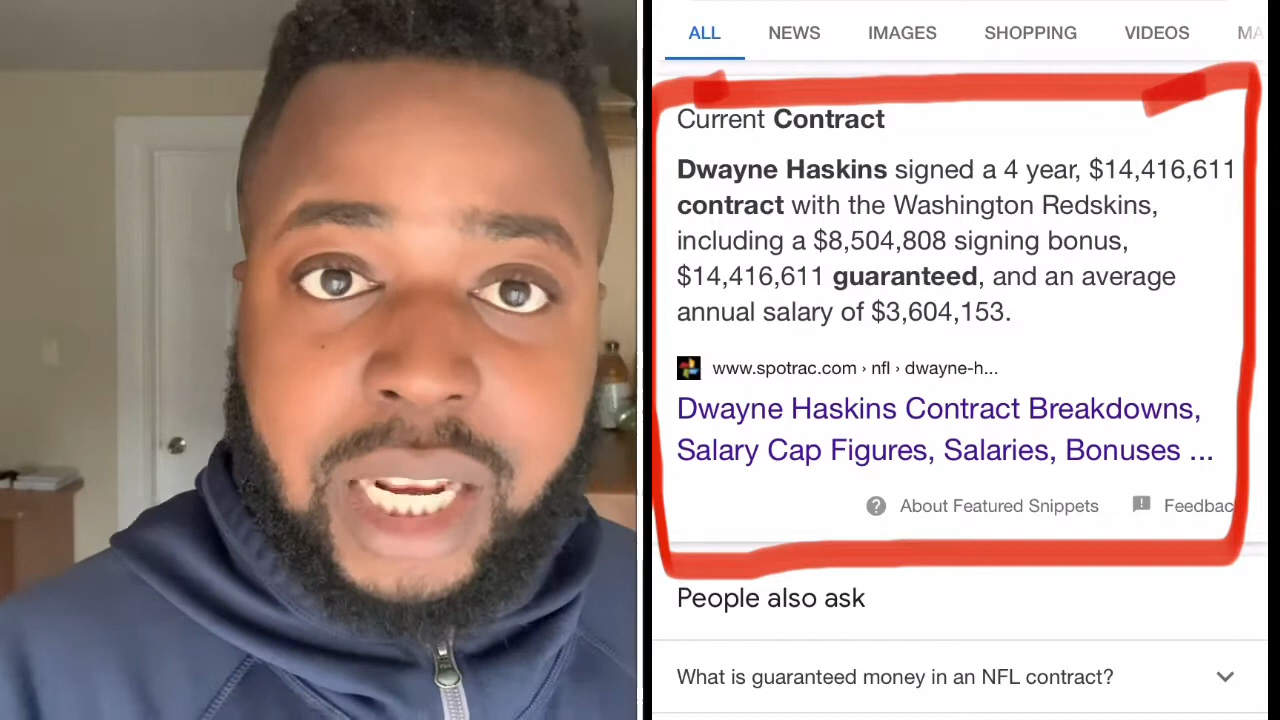 ALL NEWS IMAGES SHOPPING VIDEOS MA
Current Contract
Dwayne Haskins signed a 4 year, $14,416,611
contract with the Washington Redskins,
including a $8,504,808 signing bonus,
$14,416,611 guaranteed, and an average
annual salary of $3,604,153.
www.spotrac.com › nfl › dwayne-h...
Dwayne Haskins Contract Breakdowns,
Salary Cap Figures, Salaries, Bonuses ...
About Featured Snippets Feedbac
People also ask
What is guaranteed money in an NFL contract?